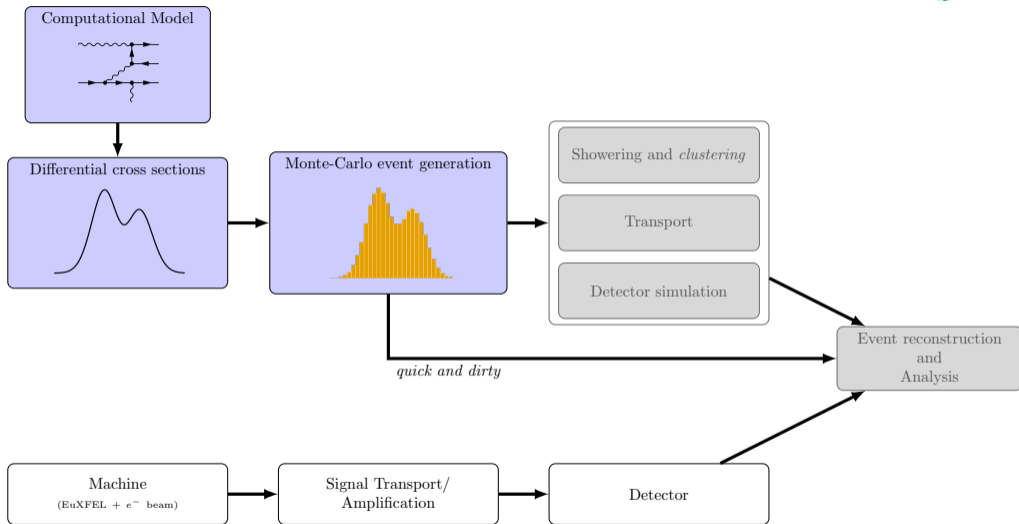 Computational Model
Differential cross sections
Monte-Carlo event generation
Showering and clustering
Transport
Detector simulation
Event reconstruction
and
Analysis
quick and dirty
Machine
(EuXFEL + e⁻ beam)
Signal Transport/
Amplification
Detector